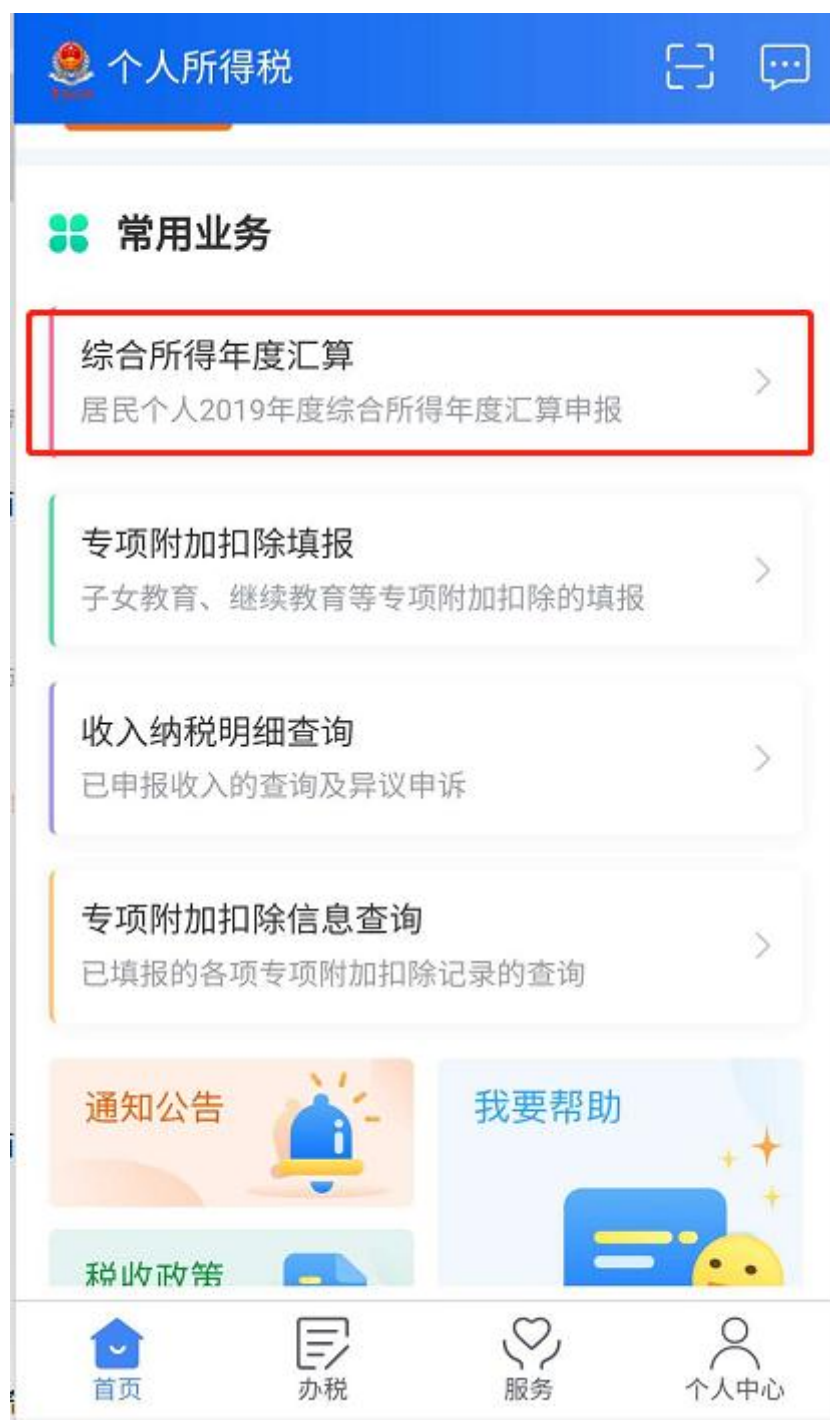 个人所得税
常用业务
综合所得年度汇算
居民个人2019年度综合所得年度汇算申报
专项附加扣除填报
子女教育、继续教育等专项附加扣除的填报
收入纳税明细查询
已申报收入的查询及异议申诉
专项附加扣除信息查询
已填报的各项专项附加扣除记录的查询
通知公告
我要帮助
税收政策
首页
办税
服务
个人中心